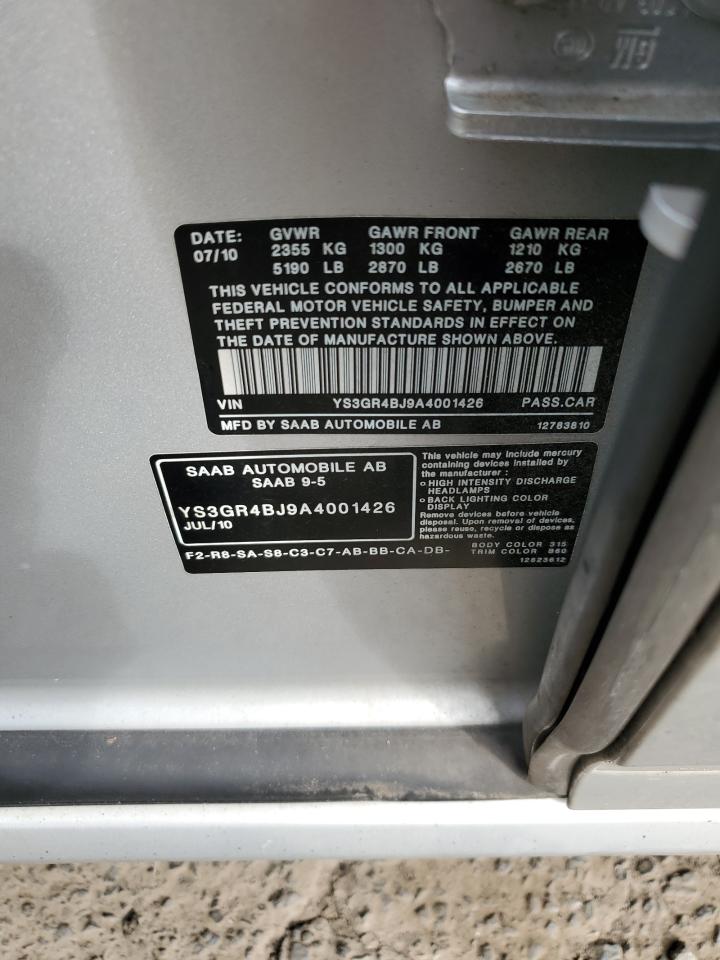 DATE: GVWR GAWR FRONT GAWR REAR
07/10 2355 KG 1300 KG 1210 KG
5190 LB 2870 LB 2670 LB
THIS VEHICLE CONFORMS TO ALL APPLICABLE
FEDERAL MOTOR VEHICLE SAFETY, BUMPER AND
THEFT PREVENTION STANDARDS IN EFFECT ON
THE DATE OF MANUFACTURE SHOWN ABOVE.
VIN YS3GR4BJ9A4001426 PASS.CAR
MFD BY SAAB AUTOMOBILE AB 12783810
SAAB AUTOMOBILE AB
SAAB 9-5
YS3GR4BJ9A4001426
JUL/10
F2-R8-SA-S8-C3-C7-AB-BB-CA-DB-
This vehicle may include mercury
containing devices installed by
the manufacturer :
o HIGH INTENSITY DISCHARGE
HEADLAMPS
o BACK LIGHTING COLOR
DISPLAY
Remove devices before vehicle
disposal. Upon removal of devices,
please reuse, recycle or dispose as
hazardous waste.
BODY COLOR 315
TRIM COLOR 860
12823612